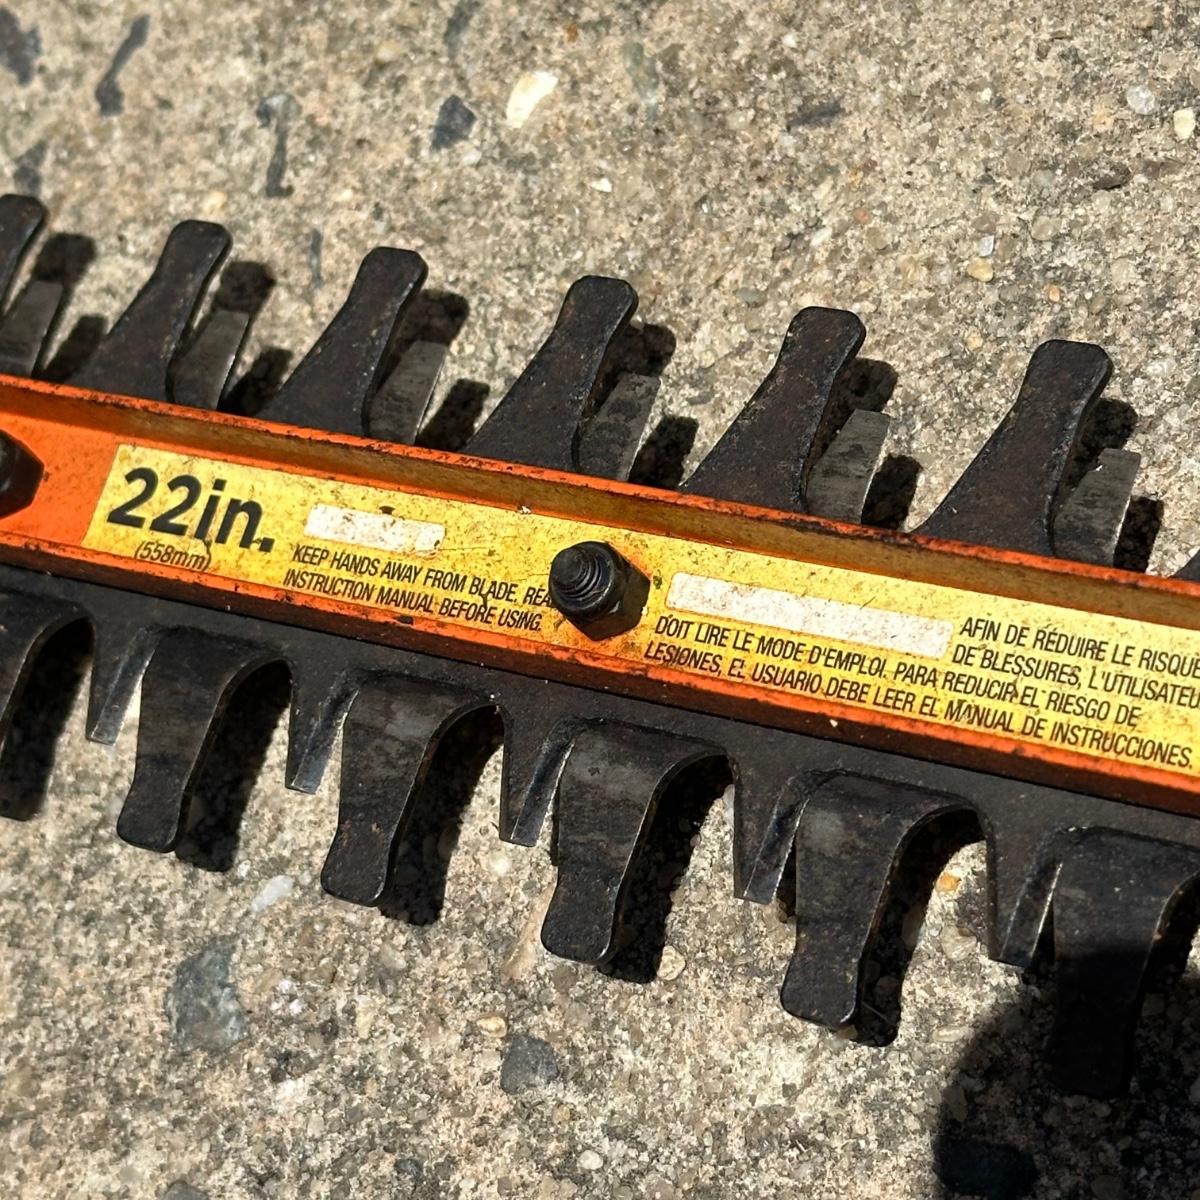 22in.
(558mm)
KEEP HANDS AWAY FROM BLADE.
INSTRUCTION MANUAL BEFORE USING.
AFIN DE RÉDUIRE LE RISQUE
DE BLESSURES, L'UTILISATEU
DOIT LIRE LE MODE D'EMPLOI. PARA REDUCIR EL RIESGO DE
LESIONES, EL USUARIO DEBE LEER EL MANUAL DE INSTRUCCIONES.